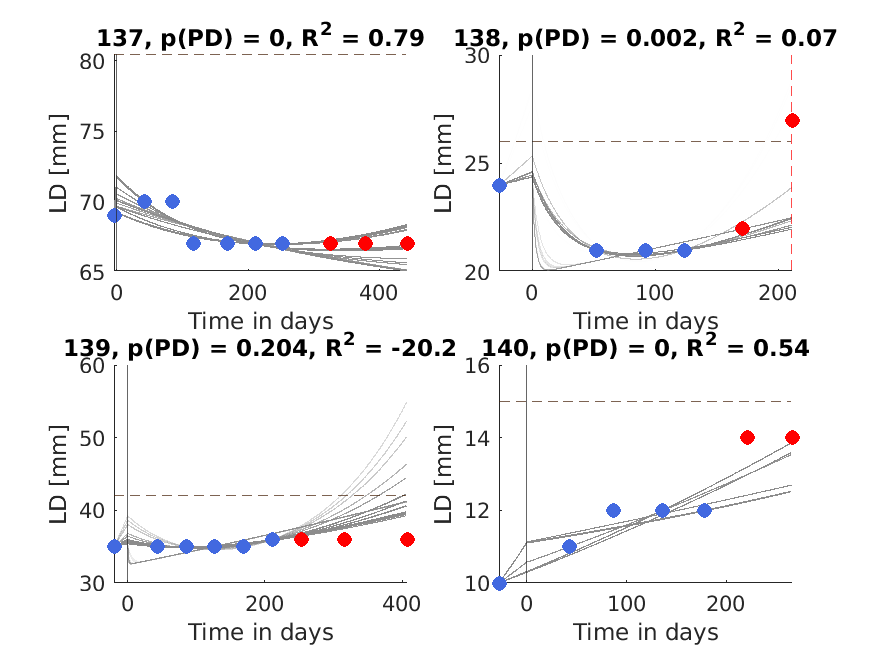 137, p(PD) = 0, R² = 0.79
80
75
70
65
LD [mm]
0 200 400
Time in days
138, p(PD) = 0.002, R² = 0.07
30
25
20
LD [mm]
0 100 200
Time in days
139, p(PD) = 0.204, R² = -20.2
60
50
40
30
LD [mm]
0 200 400
Time in days
140, p(PD) = 0, R² = 0.54
16
14
12
10
LD [mm]
0 100 200
Time in days